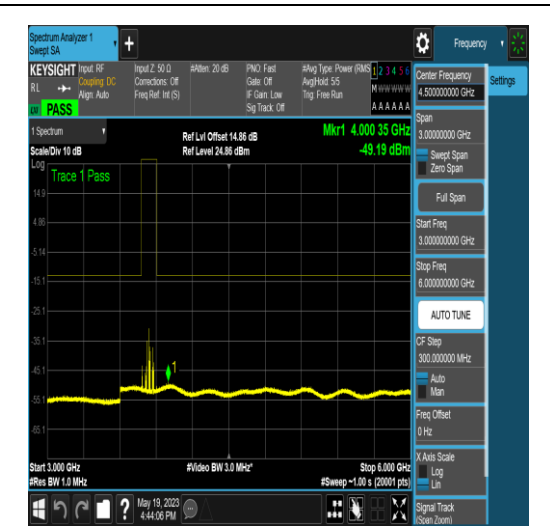 Spectrum Analyzer 1
Swept SA
Frequency
KEYSIGHT
Input: RF
Input Z: 50 Ω
#Atten: 20 dB
PNO: Fast
#Avg Type: Power (RMS
1 2 3 4 5 6
RL
Coupling: DC
Corrections: Off
Gate: Off
Avg|Hold: 5/5
M W W W W W
Align: Auto
Freq Ref: Int (S)
IF Gain: Low
Trig: Free Run
PASS
Sig Track: Off
A A A A A A
1 Spectrum
Ref Lvl Offset 14.86 dB
Mkr1 4.000 35 GHz
Scale/Div 10 dB
Ref Level 24.86 dBm
-49.19 dBm
Log
Trace 1 Pass
14.9
4.86
-5.14
-15.1
-25.1
-35.1
-45.1
-55.1
-65.1
1
Start 3.000 GHz
#Video BW 3.0 MHz*
Stop 6.000 GHz
#Res BW 1.0 MHz
#Sweep ~1.00 s (20001 pts)
May 19, 2023
4:44:06 PM
?
Center Frequency
4.500000000 GHz
Settings
Span
3.00000000 GHz
Swept Span
Zero Span
Full Span
Start Freq
3.000000000 GHz
Stop Freq
6.000000000 GHz
AUTO TUNE
CF Step
300.000000 MHz
Auto
Man
Freq Offset
0 Hz
X Axis Scale
Log
Lin
Signal Track
(Span Zoom)